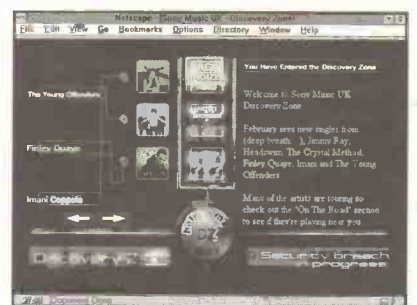 Netscape - [Sony Music UK - Discovery Zone]
File Edit View Go Bookmarks Options Directory Window Help
The Young Offenders
Finley Quaye
Imani Coppola
You Have Entered the Discovery Zone
Welcome to Sony Music UK
Discovery Zone
February sees new singles from
(deep breath...), Jimmy Ray,
Headswim, The Crystal Method,
Finley Quaye, Imani and The Young
Offenders
Many of the artists are touring so
check out the "On The Road" section
to see if they're playing near you
Discovery Zone
Security breach
progress
Document Done